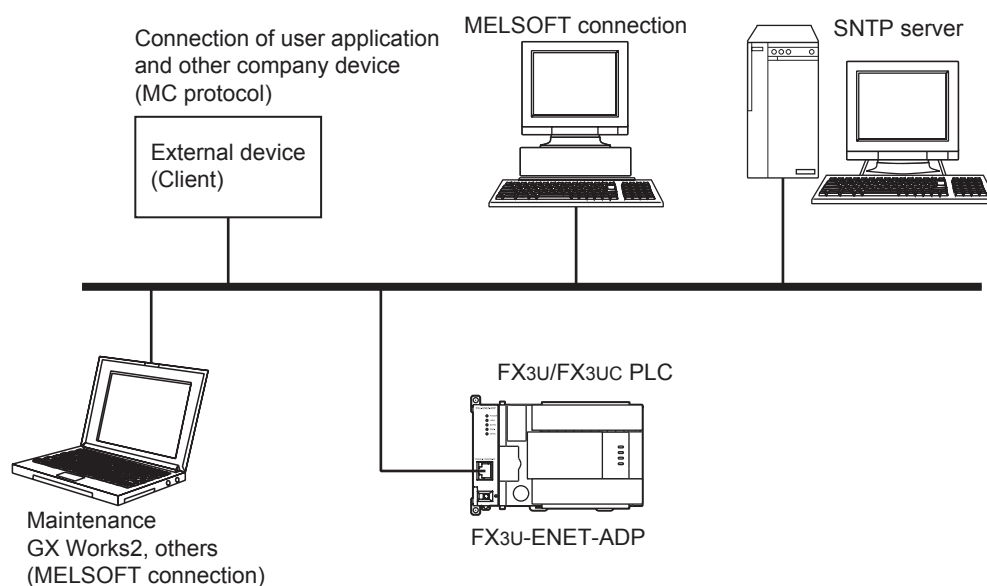 Connection of user application
and other company device
(MC protocol)
MELSOFT connection
SNTP server
External device
(Client)
FX3U/FX3UC PLC
FX3U-ENET-ADP
Maintenance
GX Works2, others
(MELSOFT connection)